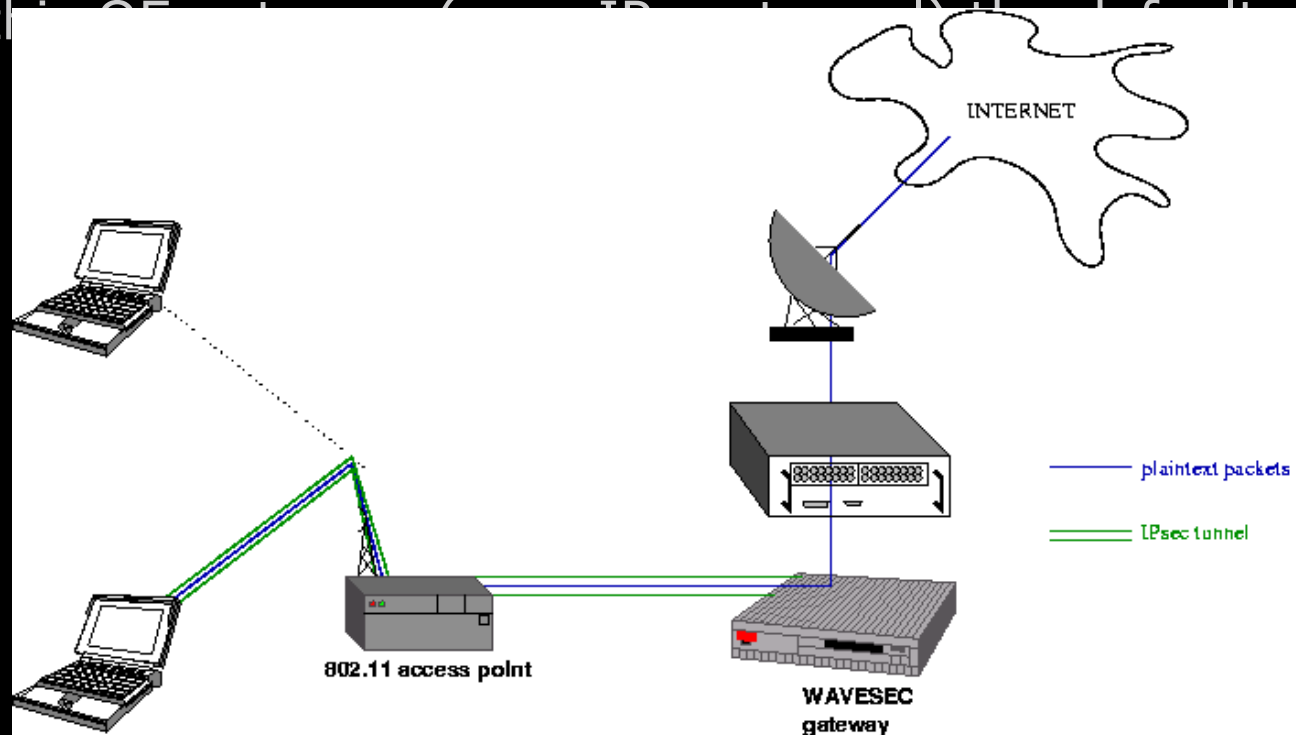 INTERNET
plaintext packets
IPsec tunnel
802.11 access point
WAVESEC
gateway